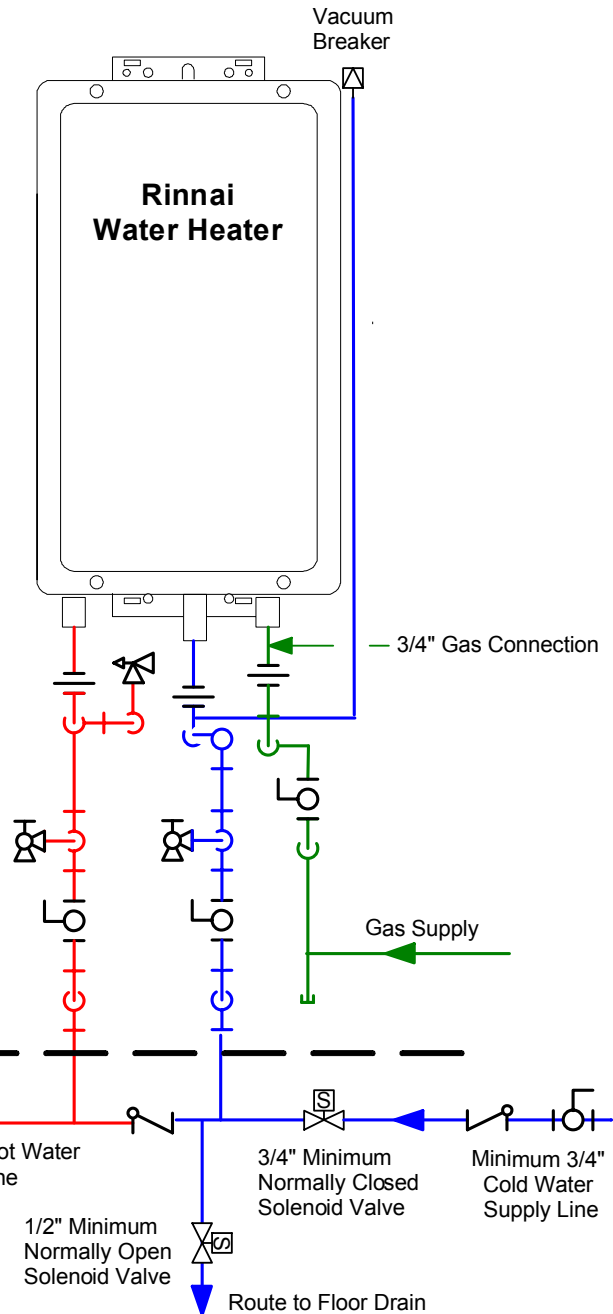 Vacuum
Breaker
Rinnai
Water Heater
3/4" Gas Connection
Gas Supply
S
ot Water
ne
3/4" Minimum
Normally Closed
Solenoid Valve
Minimum 3/4"
Cold Water
Supply Line
1/2" Minimum
Normally Open
Solenoid Valve
S
Route to Floor Drain